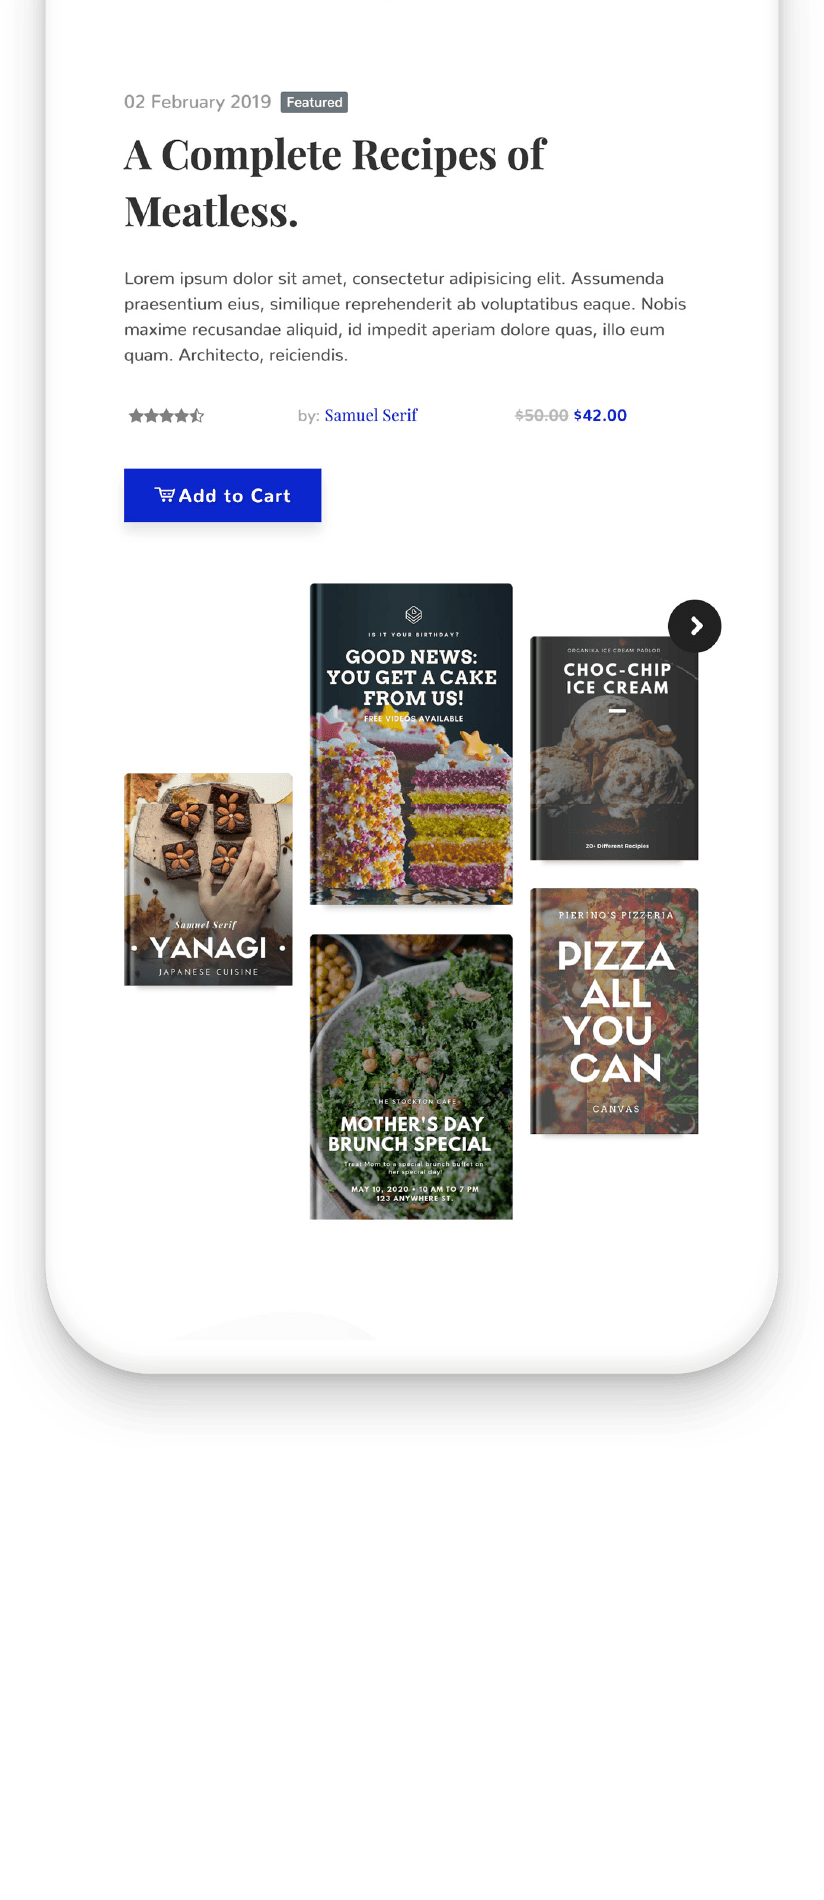 02 February 2019 Featured
A Complete Recipes of
Meatless.
Lorem ipsum dolor sit amet, consectetur adipisicing elit. Assumenda
praesentium eius, similique reprehenderit ab voluptatibus eaque. Nobis
maxime recusandae aliquid, id impedit aperiam dolore quas, illo eum
quam. Architecto, reiciendis.
by: Samuel Serif $50.00 $42.00
Add to Cart
IS IT YOUR BIRTHDAY?
GOOD NEWS:
YOU GET A CAKE
FROM US!
FREE VIDEOS AVAILABLE
ORGANIKA ICE CREAM PARLOR
CHOC-CHIP
ICE CREAM
20+ Different Recipies
Samuel Serif
• YANAGI •
JAPANESE CUISINE
THE STOCKTON CAFE
MOTHER'S DAY
BRUNCH SPECIAL
Treat Mom to a special brunch buffet on
her special day!
MAY 10, 2020 • 10 AM TO 7 PM
123 ANYWHERE ST.
PIERINO'S PIZZERIA
PIZZA
ALL
YOU
CAN
CANVAS